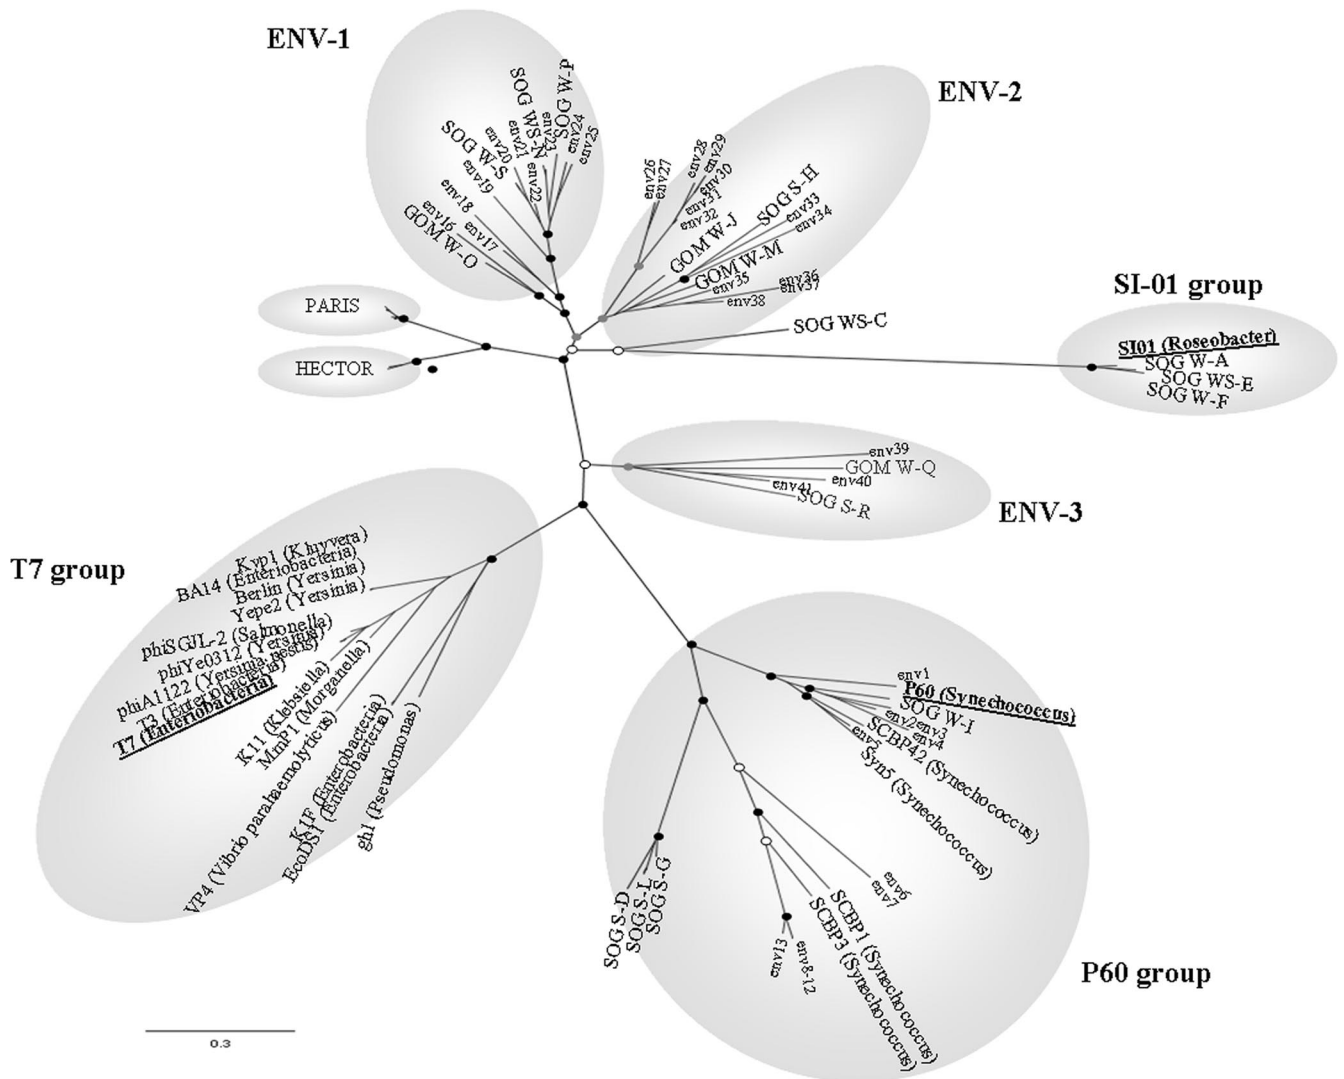 ENV-1
SOG W-P
SOG WS-N
env23
env24
env25
env20
env21
SOG W-S
env22
env19
env18
env17
env16
GOM W-O
ENV-2
env26
env27
env28
env29
env30
env31
env32
SOG S-H
env33
env34
GOM W-J
GOM W-M
env35
env36
env37
env38
SOG WS-C
PARIS
HECTOR
SI-01 group
SI01 (Roseobacter)
SOG W-A
SOG WS-E
SOG W-F
env39
GOM W-Q
env40
env41
SOG S-R
ENV-3
T7 group
Kvp1 (Kluyvera)
BA14 (Enteriobacteria)
Berlin (Yersinia)
Yepe2 (Yersinia)
phiSGJL-2 (Salmonella)
phiYe0312 (Yersinia)
phiA1122 (Yersinia pestis)
T3 (Enteriobacteria)
T7 (Enteriobacteria)
K11 (Klebsiella)
MmP1 (Morganella)
VP4 (Vibrio parahaemolyticus)
K1F (Enterobacteria)
EcoDS1 (Enterobacteria)
gh1 (Pseudomonas)
env1
P60 (Synechococcus)
SOG W-I
env2
env3
env4
SCBP42 (Synechococcus)
env5
Syn5 (Synechococcus)
env6
env7
SCBP1 (Synechococcus)
SCBP3 (Synechococcus)
env8-12
env13
SOG S-D
SOG S-L
SOG S-G
P60 group
0.3